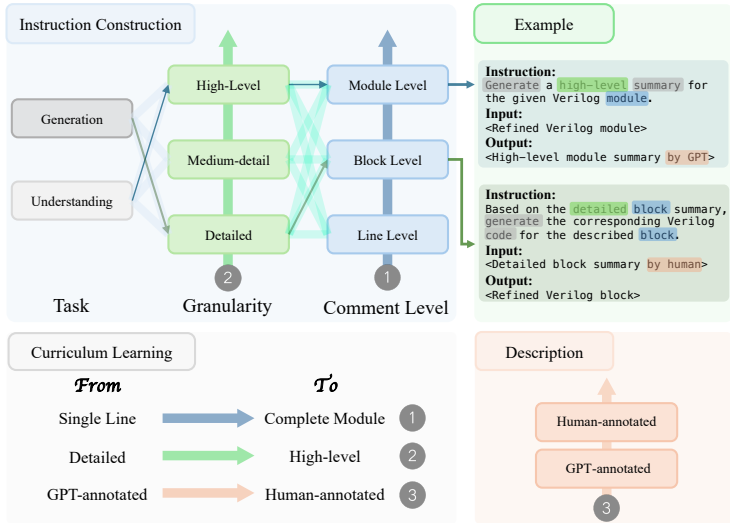 Instruction Construction
Generation
Understanding
Task
High-Level
Medium-detail
Detailed
2
Granularity
Module Level
Block Level
Line Level
1
Comment Level
Example
Instruction:
Generate a high-level summary for
the given Verilog module.
Input:
<Refined Verilog module>
Output:
<High-level module summary by GPT>
Instruction:
Based on the detailed block summary,
generate the corresponding Verilog
code for the described block.
Input:
<Detailed block summary by human>
Output:
<Refined Verilog block>
Curriculum Learning
From To
Single Line Complete Module 1
Detailed High-level 2
GPT-annotated Human-annotated 3
Description
Human-annotated
GPT-annotated
3